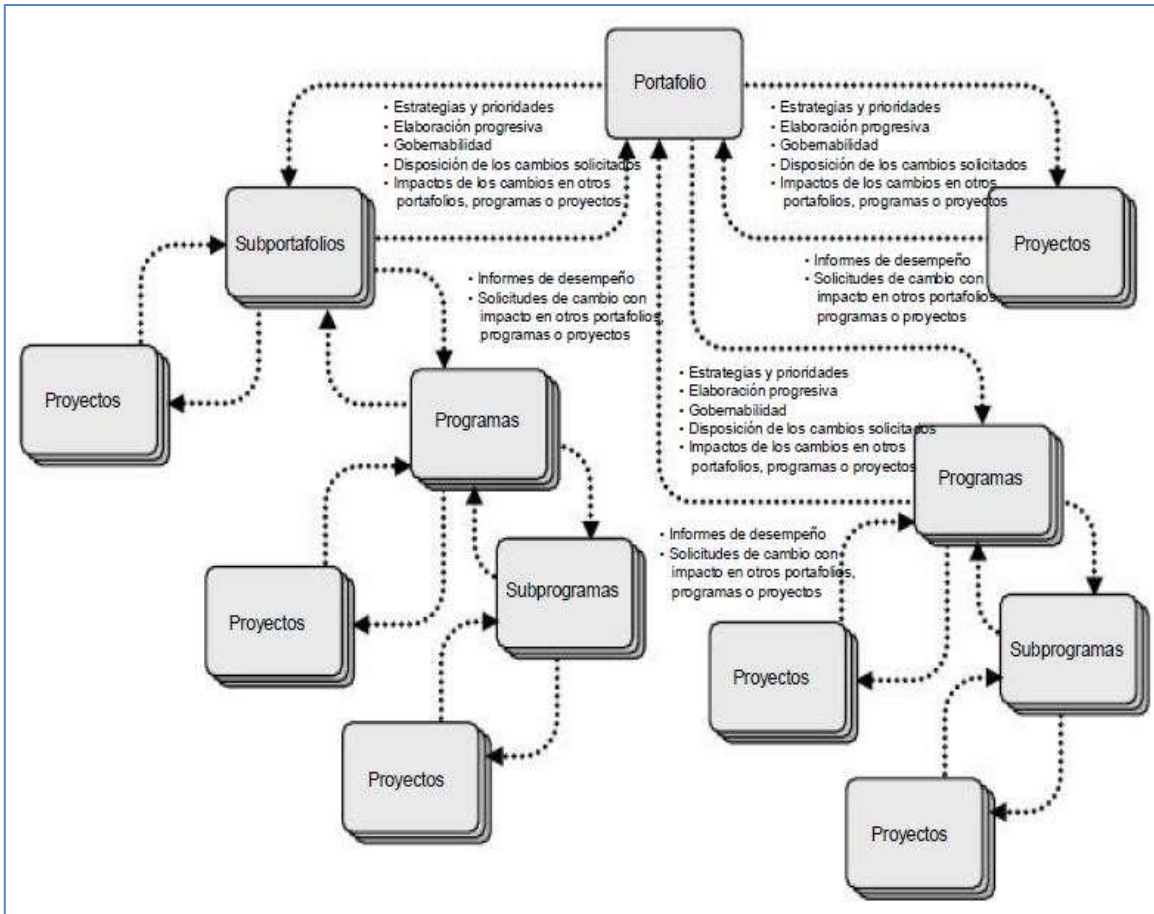 Portafolio
• Estrategias y prioridades
• Elaboración progresiva
• Gobernabilidad
• Disposición de los cambios solicitados
• Impactos de los cambios en otros
portafolios, programas o proyectos
• Estrategias y prioridades
• Elaboración progresiva
• Gobernabilidad
• Disposición de los cambios solicitados
• Impactos de los cambios en otros
portafolios, programas o proyectos
Subportafolios
Proyectos
• Informes de desempeño
• Solicitudes de cambio con
impacto en otros portafolios,
programas o proyectos
• Informes de desempeño
• Solicitudes de cambio con
impacto en otros portafolios,
programas o proyectos
Proyectos
Programas
• Estrategias y prioridades
• Elaboración progresiva
• Gobernabilidad
• Disposición de los cambios solicitados
• Impactos de los cambios en otros
portafolios, programas o proyectos
Programas
• Informes de desempeño
• Solicitudes de cambio con
impacto en otros portafolios,
programas o proyectos
Proyectos
Subprogramas
Proyectos
Subprogramas
Proyectos
Proyectos